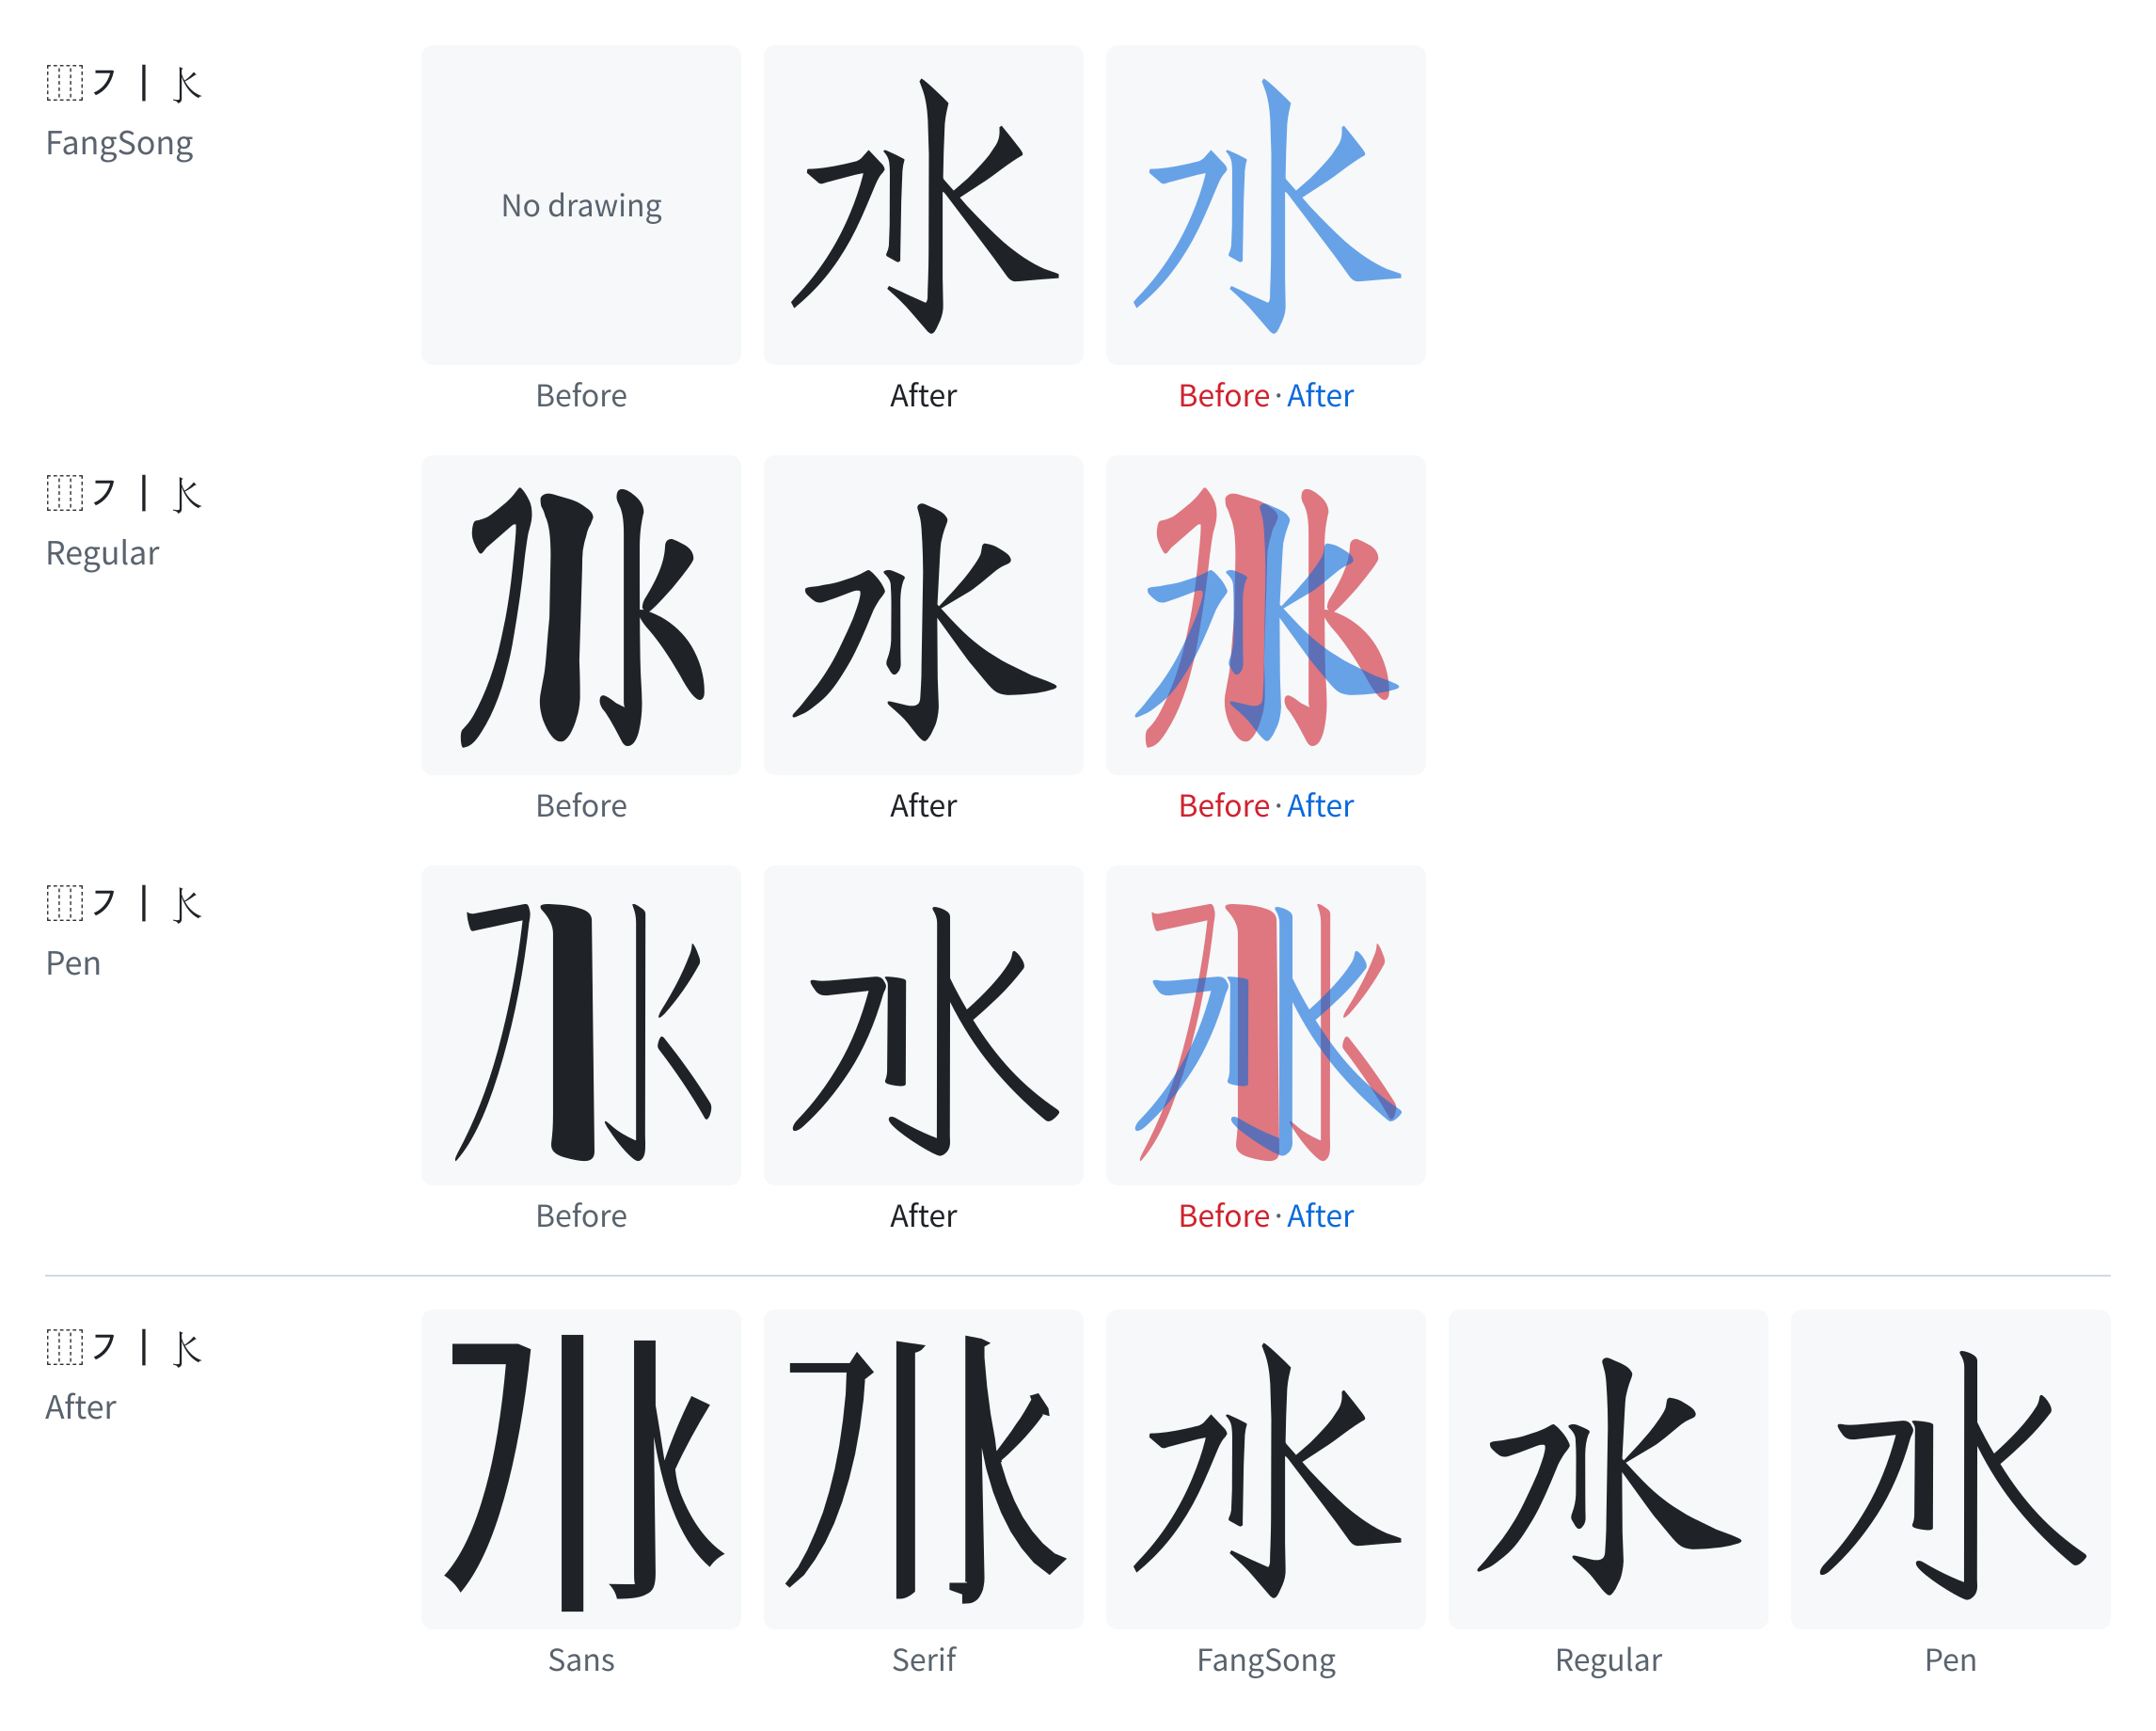 ⿲㇇丨
FangSong
No drawing
Before
After
Before · After
⿲㇇丨
Regular
Before
After
Before · After
⿲㇇丨
Pen
Before
After
Before · After
⿲㇇丨
After
Sans
Serif
FangSong
Regular
Pen